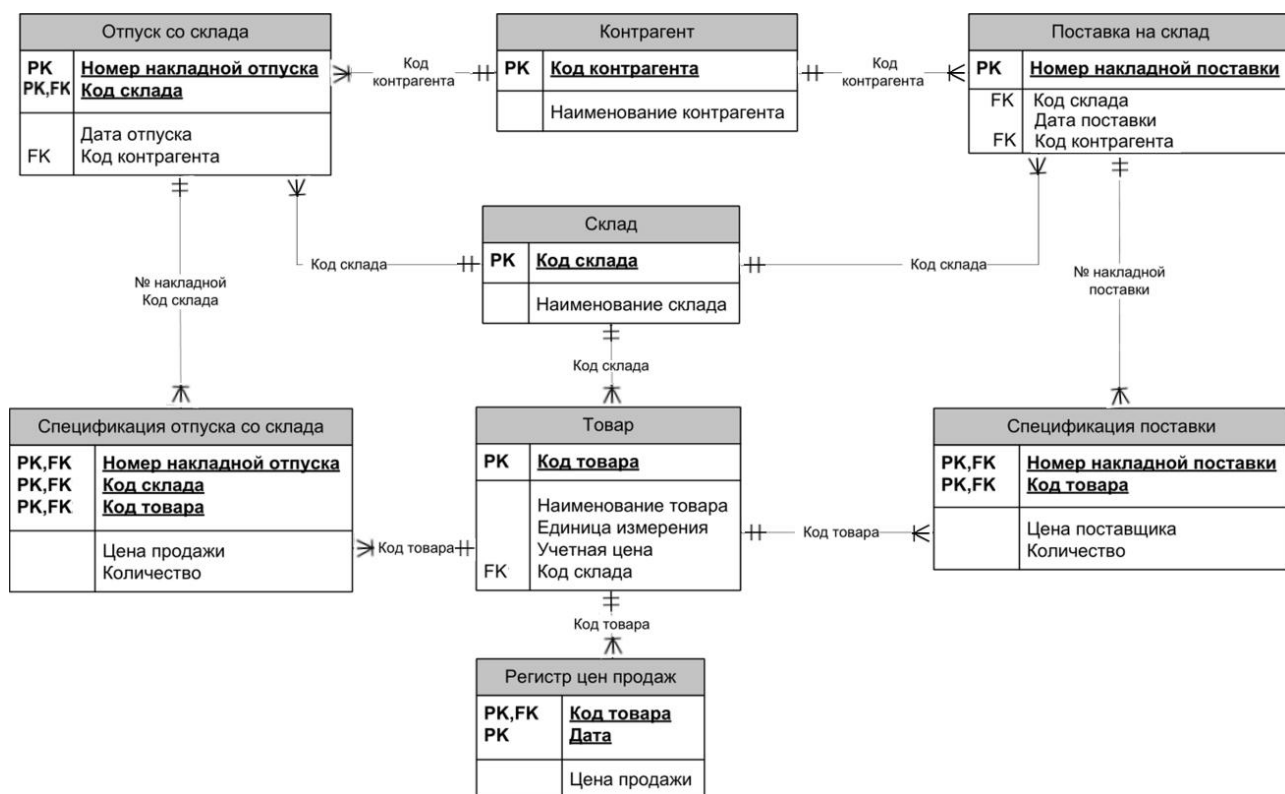 Отпуск со склада
PK Номер накладной отпуска
PK,FK Код склада
Дата отпуска
FK Код контрагента
Код
контрагента
Контрагент
PK Код контрагента
Наименование контрагента
Код
контрагента
Поставка на склад
PK Номер накладной поставки
FK Код склада
Дата поставки
FK Код контрагента
Склад
PK Код склада
Наименование склада
Код склада
Код склада
№ накладной
Код склада
№ накладной
поставки
Код склада
Спецификация отпуска со склада
PK,FK Номер накладной отпуска
PK,FK Код склада
PK,FK Код товара
Цена продажи
Количество
Код товара
Товар
PK Код товара
Наименование товара
Единица измерения
Учетная цена
FK Код склада
Код товара
Спецификация поставки
PK,FK Номер накладной поставки
PK,FK Код товара
Цена поставщика
Количество
Код товара
Регистр цен продаж
PK,FK Код товара
PK Дата
Цена продажи